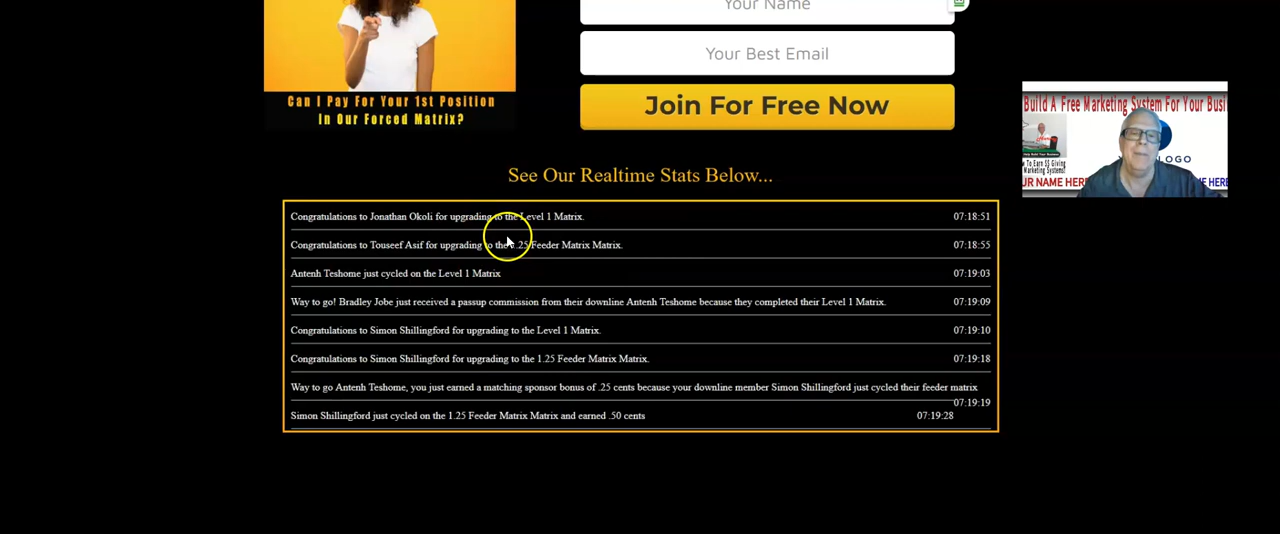 Your Name
Your Best Email
Can I Pay For Your 1st Position
In Our Forced Matrix?
Join For Free Now
See Our Realtime Stats Below...
Congratulations to Jonathan Okoli for upgrading to the Level 1 Matrix. 07:18:51
Congratulations to Touseef Asif for upgrading to the 1.25 Feeder Matrix Matrix. 07:18:55
Antenh Teshome just cycled on the Level 1 Matrix 07:19:03
Way to go! Bradley Jobe just received a passup commission from their downline Antenh Teshome because they completed their Level 1 Matrix. 07:19:09
Congratulations to Simon Shillingford for upgrading to the Level 1 Matrix. 07:19:10
Congratulations to Simon Shillingford for upgrading to the 1.25 Feeder Matrix Matrix. 07:19:18
Way to go Antenh Teshome, you just earned a matching sponsor bonus of .25 cents because your downline member Simon Shillingford just cycled their feeder matrix
07:19:19
Simon Shillingford just cycled on the 1.25 Feeder Matrix Matrix and earned .50 cents 07:19:28
Build A Free Marketing System For Your Busi
LOGO
To Earn $$ Giving
Marketing Systems!
UR NAME HERE
HERE